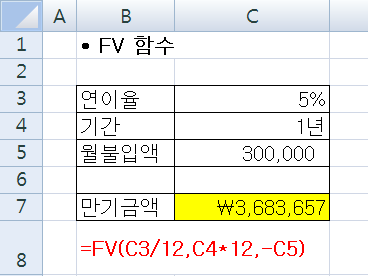 A B C
1 • FV 함수
2
3 연이율 5%
4 기간 1년
5 월불입액 300,000
6
7 만기금액 ₩3,683,657
8 =FV(C3/12,C4*12,-C5)